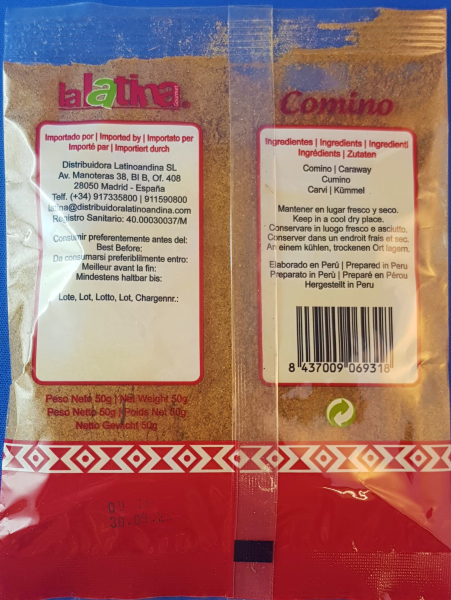 laLatina
Importado por | Imported by | Importato per
Importé par | Importiert durch
Distribuidora Latinoandina SL
Av. Manoteras 38, Bl B, Of. 408
28050 Madrid - España
Telf. (+34) 917335800 | 911590800
@distribuidoralatinoandina.com
Registro Sanitario: 40.00030037/M
Consumir preferentemente antes del:
Best Before:
Da consumarsi preferiblilmente entro:
Meilleur avant la fin:
Mindestens haltbar bis:
Lote, Lot, Lotto, Lot, Chargennr.:
Peso Neto 50g | Net Weight 50g
Peso Netto 50g | Poids Net 50g
Netto Gewicht 50g
Comino
Ingredientes | Ingredients | Ingredienti
Ingrédients | Zutaten
Comino | Caraway
Cumino
Carvi | Kümmel
Mantener en lugar fresco y seco.
Keep in a cool dry place.
Conservare in luogo fresco e asciutto.
Conserver dans un endroit frais et sec.
An einem kühlen, trockenen Ort lagern.
Elaborado en Perú | Prepared in Peru
Preparato in Perù | Preparé en Pérou
Hergestellt in Peru
8 437009 069318